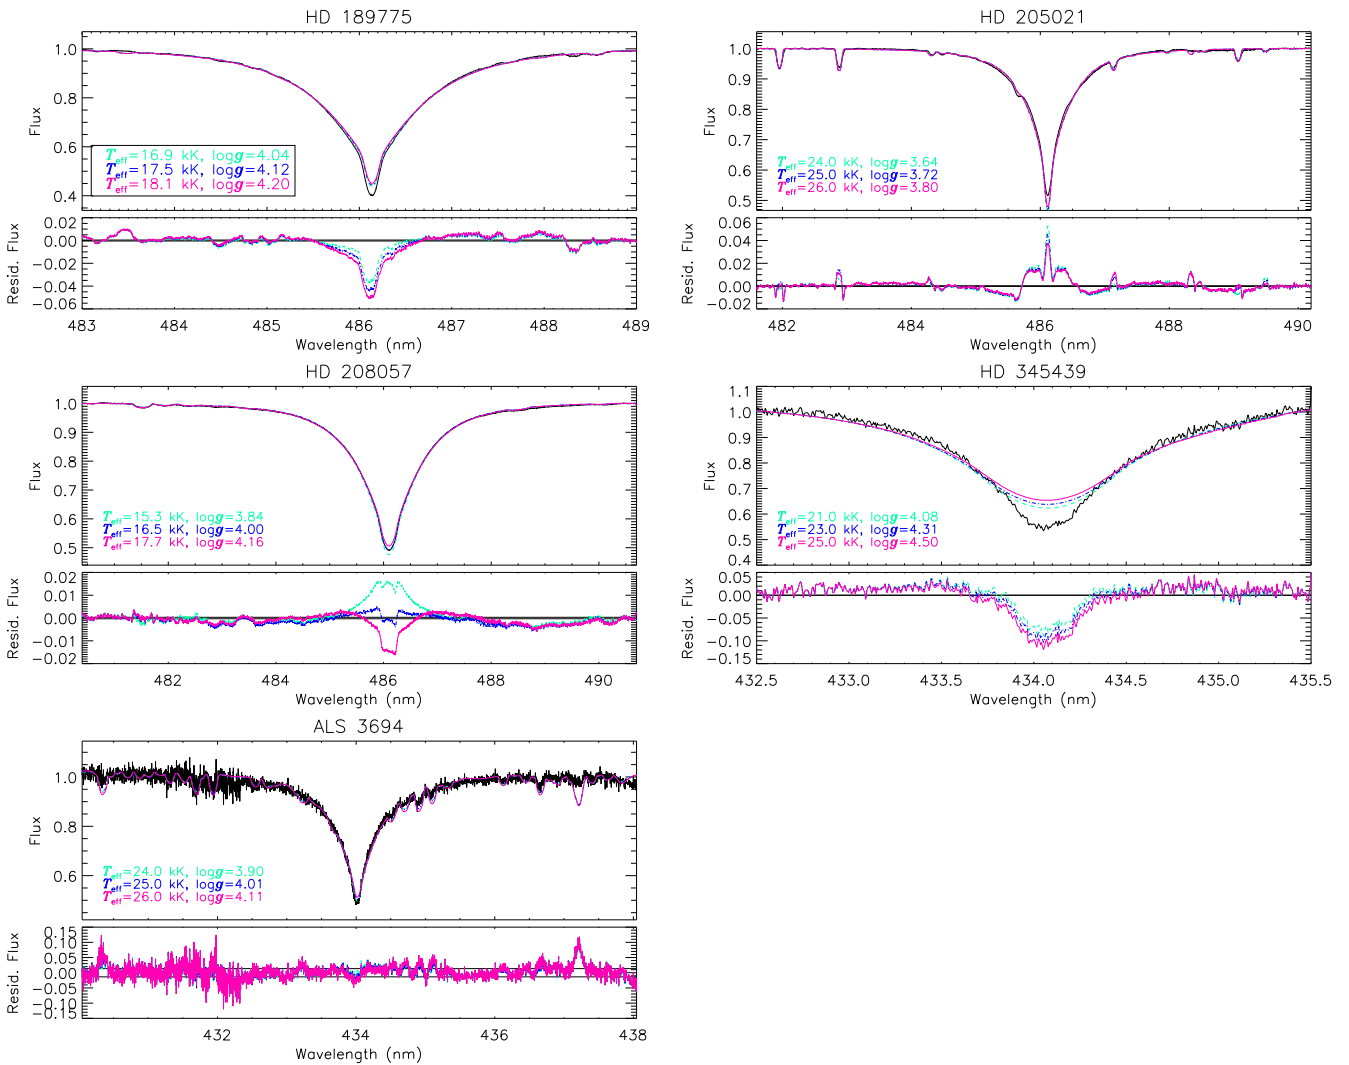 HD 189775
Flux
1.0
0.8
0.6
0.4
Teff=16.9 kK, logg=4.04
Teff=17.5 kK, logg=4.12
Teff=18.1 kK, logg=4.20
Resid. Flux
0.02
0.00
−0.02
−0.04
−0.06
483 484 485 486 487 488 489
Wavelength (nm)
HD 205021
Flux
1.0
0.9
0.8
0.7
0.6
0.5
Teff=24.0 kK, logg=3.64
Teff=25.0 kK, logg=3.72
Teff=26.0 kK, logg=3.80
Resid. Flux
0.06
0.04
0.02
0.00
−0.02
482 484 486 488 490
Wavelength (nm)
HD 208057
Flux
1.0
0.9
0.8
0.7
0.6
0.5
Teff=15.3 kK, logg=3.84
Teff=16.5 kK, logg=4.00
Teff=17.7 kK, logg=4.16
Resid. Flux
0.02
0.01
0.00
−0.01
−0.02
482 484 486 488 490
Wavelength (nm)
HD 345439
Flux
1.1
1.0
0.9
0.8
0.7
0.6
0.5
0.4
Teff=21.0 kK, logg=4.08
Teff=23.0 kK, logg=4.31
Teff=25.0 kK, logg=4.50
Resid. Flux
0.05
0.00
−0.05
−0.10
−0.15
432.5 433.0 433.5 434.0 434.5 435.0 435.5
Wavelength (nm)
ALS 3694
Flux
1.0
0.8
0.6
Teff=24.0 kK, logg=3.90
Teff=25.0 kK, logg=4.01
Teff=26.0 kK, logg=4.11
Resid. Flux
0.15
0.10
0.05
0.00
−0.05
−0.10
−0.15
432 434 436 438
Wavelength (nm)